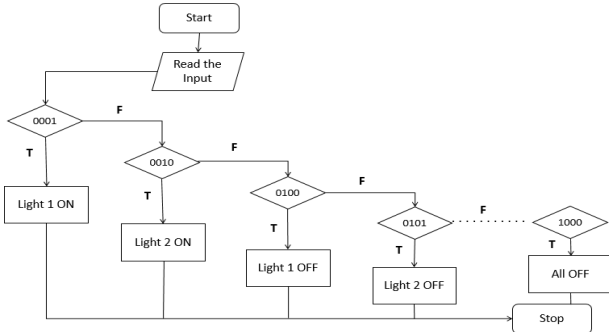 Start
Read the
Input
0001
F
T
Light 1 ON
0010
F
T
Light 2 ON
0100
F
T
Light 1 OFF
0101
F
T
Light 2 OFF
1000
T
All OFF
Stop